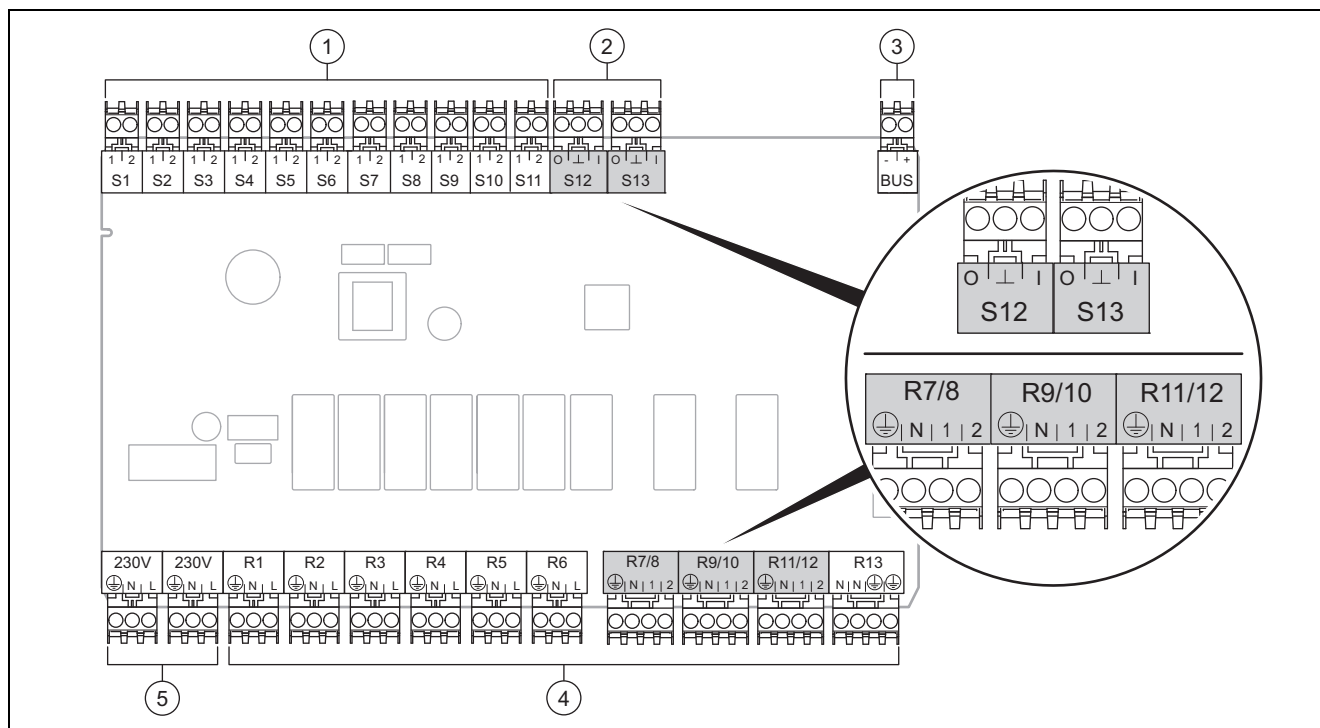 1 2 3
1 2 1 2 1 2 1 2 1 2 1 2 1 2 1 2 1 2 1 2 1 2 O ⊥ I O ⊥ I - +
S1 S2 S3 S4 S5 S6 S7 S8 S9 S10 S11 S12 S13 BUS
O ⊥ I O ⊥ I
S12 S13
R7/8 R9/10 R11/12
⏚ | N | 1 | 2 ⏚ | N | 1 | 2 ⏚ | N | 1 | 2
230V 230V R1 R2 R3 R4 R5 R6 R7/8 R9/10 R11/12 R13
⏚ N L ⏚ N L ⏚ N L ⏚ N L ⏚ N L ⏚ N L ⏚ N L ⏚ N L ⏚ | N | 1 | 2 ⏚ | N | 1 | 2 ⏚ | N | 1 | 2 N N ⏚ ⏚
5 4